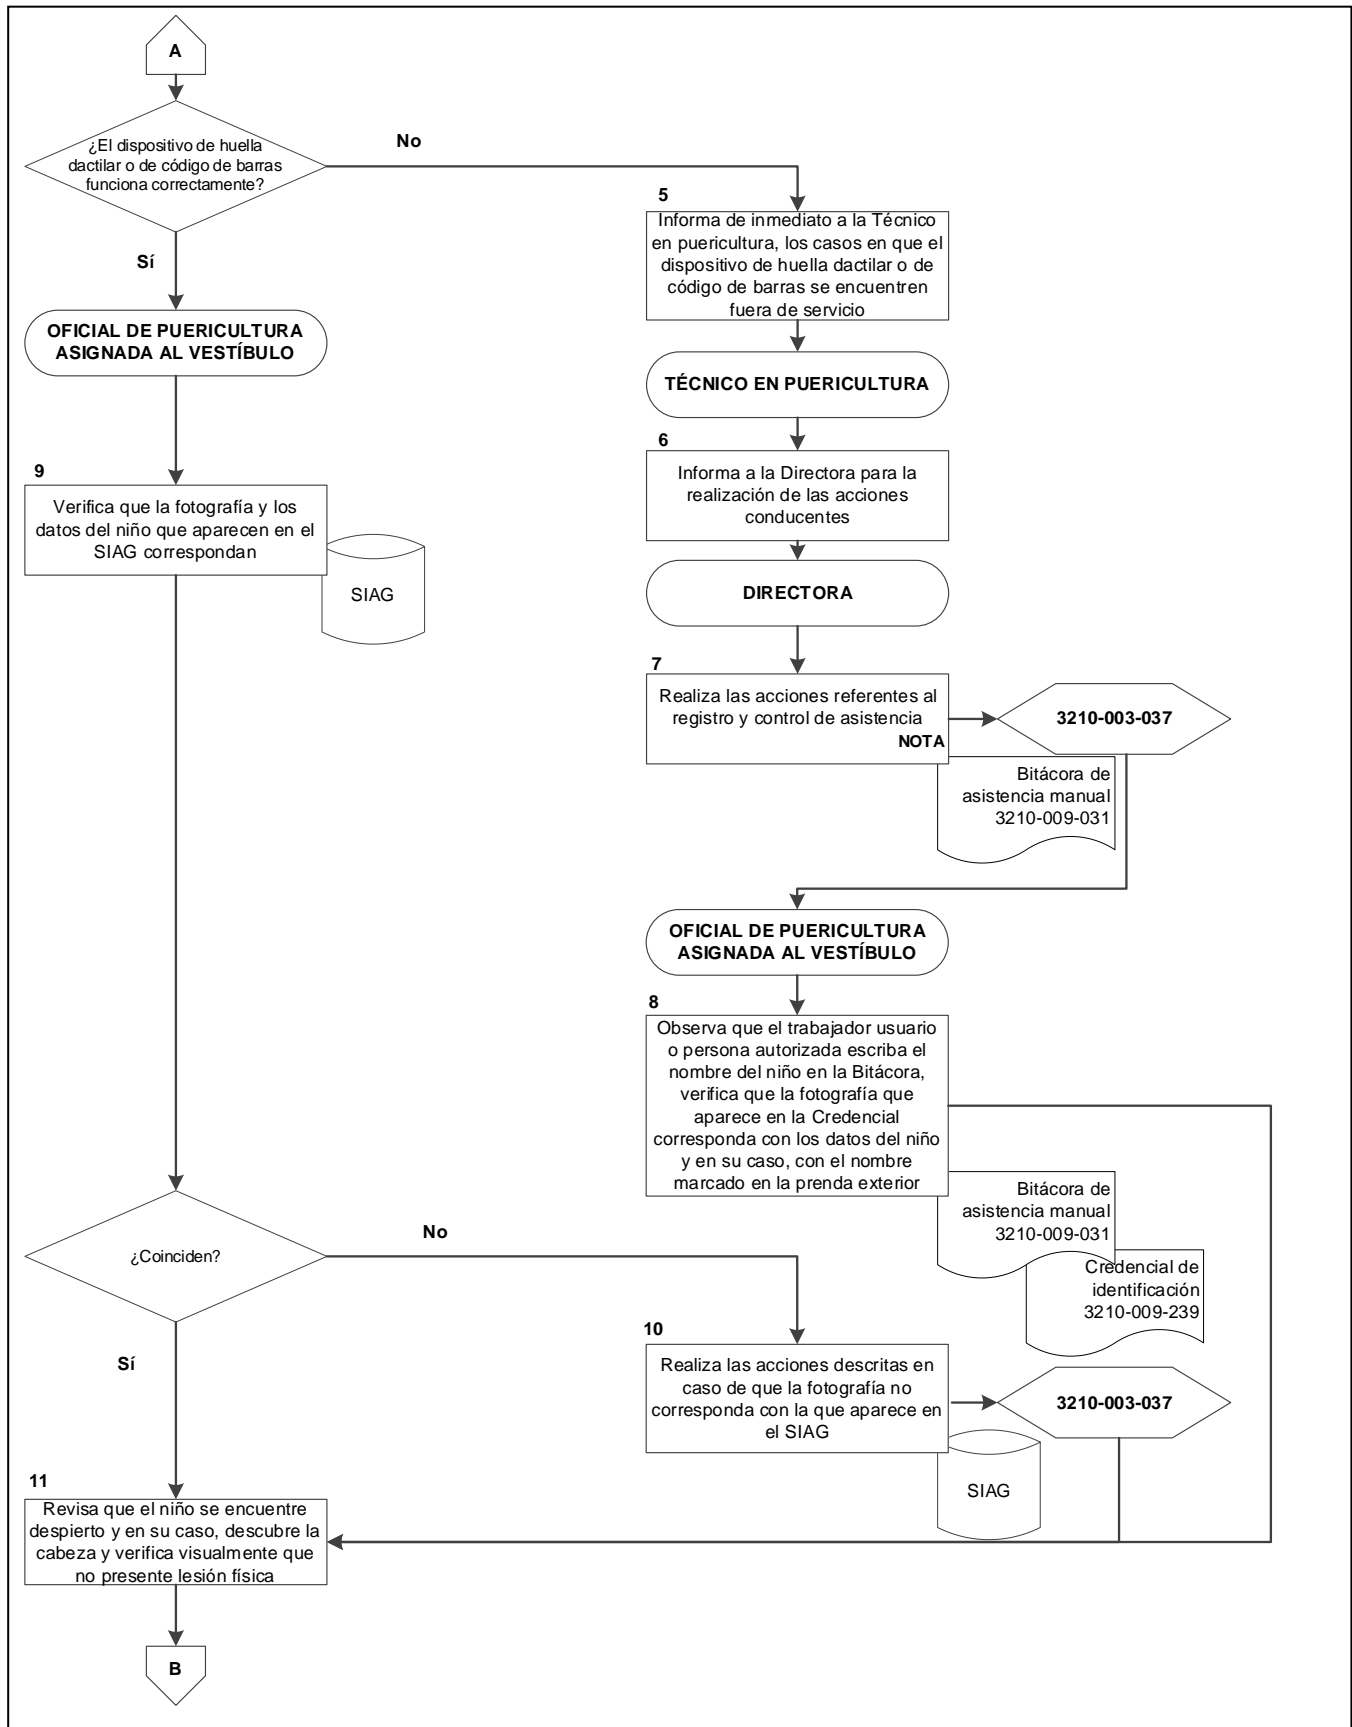 A
¿El dispositivo de huella
dactilar o de código de barras
funciona correctamente?
No
Sí
5
Informa de inmediato a la Técnico
en puericultura, los casos en que el
dispositivo de huella dactilar o de
código de barras se encuentren
fuera de servicio
OFICIAL DE PUERICULTURA
ASIGNADA AL VESTÍBULO
TÉCNICO EN PUERICULTURA
6
Informa a la Directora para la
realización de las acciones
conducentes
9
Verifica que la fotografía y los
datos del niño que aparecen en el
SIAG correspondan
SIAG
DIRECTORA
7
Realiza las acciones referentes al
registro y control de asistencia
NOTA
3210-003-037
Bitácora de
asistencia manual
3210-009-031
OFICIAL DE PUERICULTURA
ASIGNADA AL VESTÍBULO
8
Observa que el trabajador usuario
o persona autorizada escriba el
nombre del niño en la Bitácora,
verifica que la fotografía que
aparece en la Credencial
corresponda con los datos del niño
y en su caso, con el nombre
marcado en la prenda exterior
Bitácora de
asistencia manual
3210-009-031
Credencial de
identificación
3210-009-239
¿Coinciden?
No
Sí
10
Realiza las acciones descritas en
caso de que la fotografía no
corresponda con la que aparece en
el SIAG
3210-003-037
SIAG
11
Revisa que el niño se encuentre
despierto y en su caso, descubre la
cabeza y verifica visualmente que
no presente lesión física
B